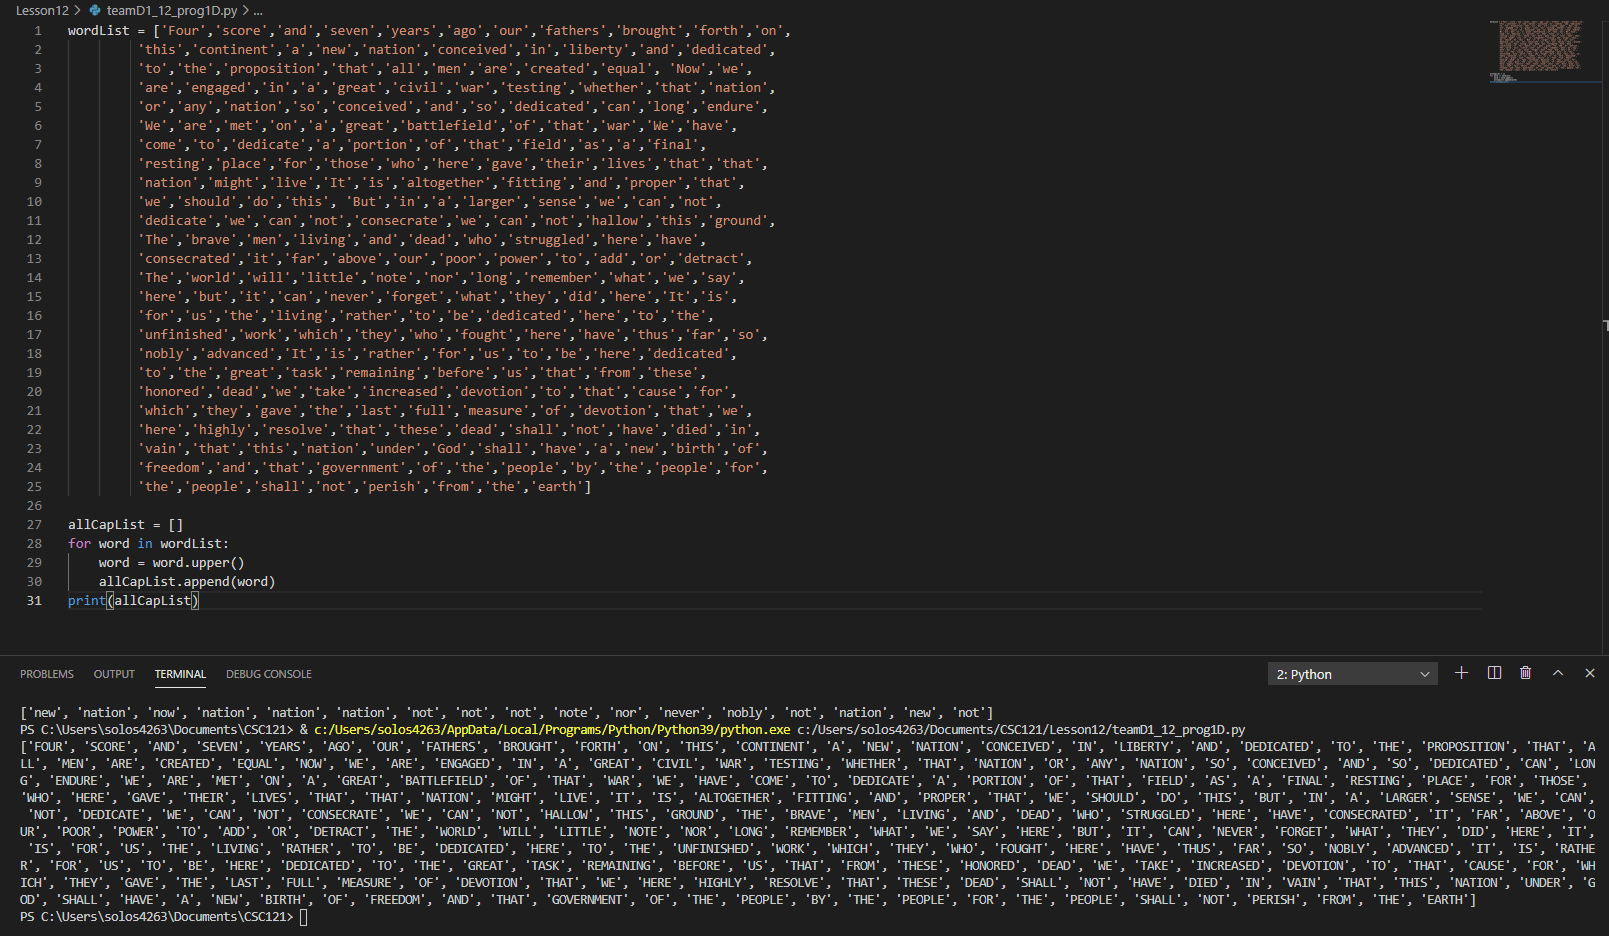 Lesson12 > teamD1_12_prog1D.py > ...
1 wordList = ['Four','score','and','seven','years','ago','our','fathers','brought','forth','on',
2 'this','continent','a','new','nation','conceived','in','liberty','and','dedicated',
3 'to','the','proposition','that','all','men','are','created','equal', 'Now','we',
4 'are','engaged','in','a','great','civil','war','testing','whether','that','nation',
5 'or','any','nation','so','conceived','and','so','dedicated','can','long','endure',
6 'We','are','met','on','a','great','battlefield','of','that','war','We','have',
7 'come','to','dedicate','a','portion','of','that','field','as','a','final',
8 'resting','place','for','those','who','here','gave','their','lives','that','that',
9 'nation','might','live','It','is','altogether','fitting','and','proper','that',
10 'we','should','do','this', 'But','in','a','larger','sense','we','can','not',
11 'dedicate','we','can','not','consecrate','we','can','not','hallow','this','ground',
12 'The','brave','men','living','and','dead','who','struggled','here','have',
13 'consecrated','it','far','above','our','poor','power','to','add','or','detract',
14 'The','world','will','little','note','nor','long','remember','what','we','say',
15 'here','but','it','can','never','forget','what','they','did','here','It','is',
16 'for','us','the','living','rather','to','be','dedicated','here','to','the',
17 'unfinished','work','which','they','who','fought','here','have','thus','far','so',
18 'nobly','advanced','It','is','rather','for','us','to','be','here','dedicated',
19 'to','the','great','task','remaining','before','us','that','from','these',
20 'honored','dead','we','take','increased','devotion','to','that','cause','for',
21 'which','they','gave','the','last','full','measure','of','devotion','that','we',
22 'here','highly','resolve','that','these','dead','shall','not','have','died','in',
23 'vain','that','this','nation','under','God','shall','have','a','new','birth','of',
24 'freedom','and','that','government','of','the','people','by','the','people','for',
25 'the','people','shall','not','perish','from','the','earth']
26
27 allCapList = []
28 for word in wordList:
29 word = word.upper()
30 allCapList.append(word)
31 print(allCapList)
PROBLEMS OUTPUT TERMINAL DEBUG CONSOLE 2: Python
['new', 'nation', 'now', 'nation', 'nation', 'nation', 'not', 'not', 'not', 'note', 'nor', 'never', 'nobly', 'not', 'nation', 'new', 'not']
PS C:\Users\solos4263\Documents\CSC121> & c:/Users/solos4263/AppData/Local/Programs/Python/Python39/python.exe c:/Users/solos4263/Documents/CSC121/Lesson12/teamD1_12_prog1D.py
['FOUR', 'SCORE', 'AND', 'SEVEN', 'YEARS', 'AGO', 'OUR', 'FATHERS', 'BROUGHT', 'FORTH', 'ON', 'THIS', 'CONTINENT', 'A', 'NEW', 'NATION', 'CONCEIVED', 'IN', 'LIBERTY', 'AND', 'DEDICATED', 'TO', 'THE', 'PROPOSITION', 'THAT', 'A
LL', 'MEN', 'ARE', 'CREATED', 'EQUAL', 'NOW', 'WE', 'ARE', 'ENGAGED', 'IN', 'A', 'GREAT', 'CIVIL', 'WAR', 'TESTING', 'WHETHER', 'THAT', 'NATION', 'OR', 'ANY', 'NATION', 'SO', 'CONCEIVED', 'AND', 'SO', 'DEDICATED', 'CAN', 'LON
G', 'ENDURE', 'WE', 'ARE', 'MET', 'ON', 'A', 'GREAT', 'BATTLEFIELD', 'OF', 'THAT', 'WAR', 'WE', 'HAVE', 'COME', 'TO', 'DEDICATE', 'A', 'PORTION', 'OF', 'THAT', 'FIELD', 'AS', 'A', 'FINAL', 'RESTING', 'PLACE', 'FOR', 'THOSE',
'WHO', 'HERE', 'GAVE', 'THEIR', 'LIVES', 'THAT', 'THAT', 'NATION', 'MIGHT', 'LIVE', 'IT', 'IS', 'ALTOGETHER', 'FITTING', 'AND', 'PROPER', 'THAT', 'WE', 'SHOULD', 'DO', 'THIS', 'BUT', 'IN', 'A', 'LARGER', 'SENSE', 'WE', 'CAN',
'NOT', 'DEDICATE', 'WE', 'CAN', 'NOT', 'CONSECRATE', 'WE', 'CAN', 'NOT', 'HALLOW', 'THIS', 'GROUND', 'THE', 'BRAVE', 'MEN', 'LIVING', 'AND', 'DEAD', 'WHO', 'STRUGGLED', 'HERE', 'HAVE', 'CONSECRATED', 'IT', 'FAR', 'ABOVE', 'O
UR', 'POOR', 'POWER', 'TO', 'ADD', 'OR', 'DETRACT', 'THE', 'WORLD', 'WILL', 'LITTLE', 'NOTE', 'NOR', 'LONG', 'REMEMBER', 'WHAT', 'WE', 'SAY', 'HERE', 'BUT', 'IT', 'CAN', 'NEVER', 'FORGET', 'WHAT', 'THEY', 'DID', 'HERE', 'IT',
'IS', 'FOR', 'US', 'THE', 'LIVING', 'RATHER', 'TO', 'BE', 'DEDICATED', 'HERE', 'TO', 'THE', 'UNFINISHED', 'WORK', 'WHICH', 'THEY', 'WHO', 'FOUGHT', 'HERE', 'HAVE', 'THUS', 'FAR', 'SO', 'NOBLY', 'ADVANCED', 'IT', 'IS', 'RATHE
R', 'FOR', 'US', 'TO', 'BE', 'HERE', 'DEDICATED', 'TO', 'THE', 'GREAT', 'TASK', 'REMAINING', 'BEFORE', 'US', 'THAT', 'FROM', 'THESE', 'HONORED', 'DEAD', 'WE', 'TAKE', 'INCREASED', 'DEVOTION', 'TO', 'THAT', 'CAUSE', 'FOR', 'WH
ICH', 'THEY', 'GAVE', 'THE', 'LAST', 'FULL', 'MEASURE', 'OF', 'DEVOTION', 'THAT', 'WE', 'HERE', 'HIGHLY', 'RESOLVE', 'THAT', 'THESE', 'DEAD', 'SHALL', 'NOT', 'HAVE', 'DIED', 'IN', 'VAIN', 'THAT', 'THIS', 'NATION', 'UNDER', 'G
OD', 'SHALL', 'HAVE', 'A', 'NEW', 'BIRTH', 'OF', 'FREEDOM', 'AND', 'THAT', 'GOVERNMENT', 'OF', 'THE', 'PEOPLE', 'BY', 'THE', 'PEOPLE', 'FOR', 'THE', 'PEOPLE', 'SHALL', 'NOT', 'PERISH', 'FROM', 'THE', 'EARTH']
PS C:\Users\solos4263\Documents\CSC121>